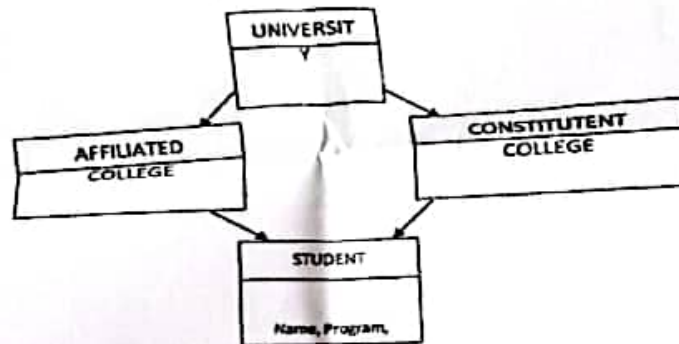 UNIVERSIT
Y
AFFILIATED
COLLEGE
CONSTITUTENT
COLLEGE
STUDENT
Name, Program,